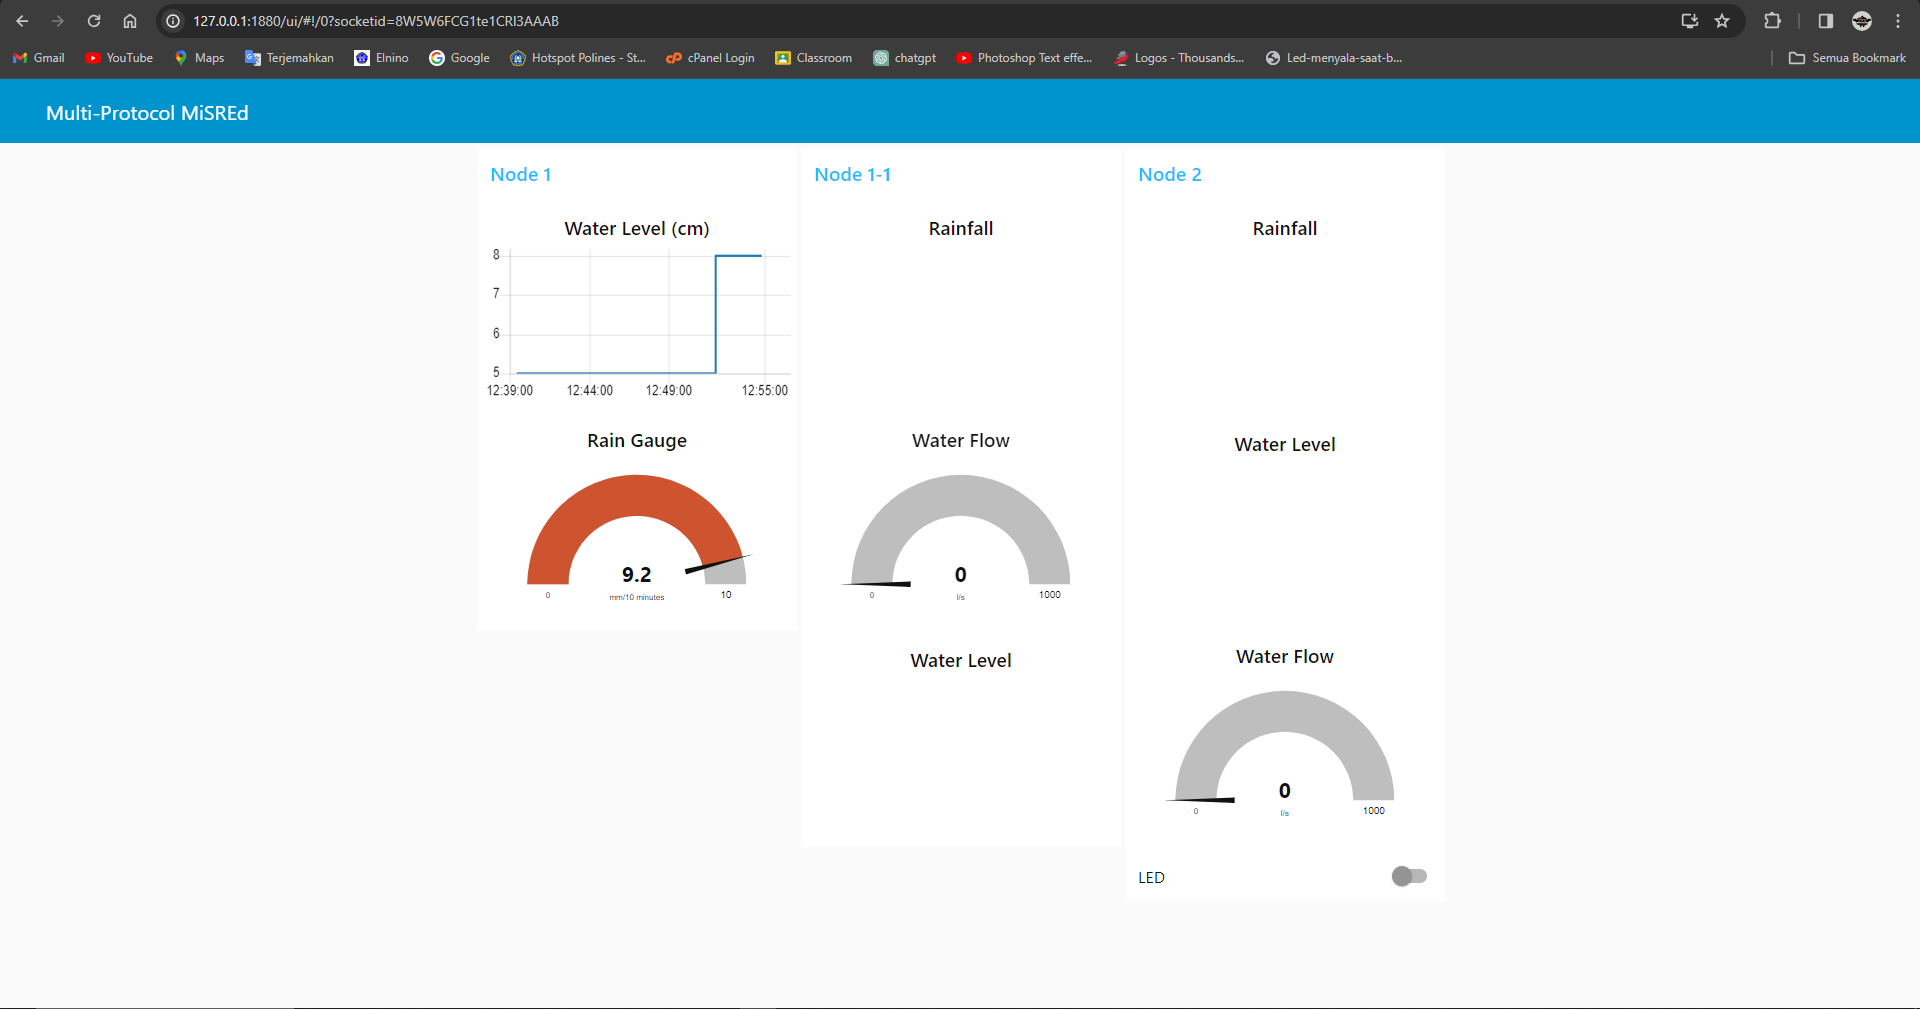 127.0.0.1:1880/ui/#!/0?socketid=8W5W6FCG1te1CRl3AAAB
Gmail YouTube Maps Terjemahkan Elnino Google Hotspot Polines - St... cPanel Login Classroom chatgpt Photoshop Text effe... Logos - Thousands... Led-menyala-saat-b... Semua Bookmark
Multi-Protocol MiSREd
Node 1
Water Level (cm)
8
7
6
5
12:39:00 12:44:00 12:49:00 12:55:00
Rain Gauge
9.2
mm/10 minutes
0 10
Node 1-1
Rainfall
Water Flow
0
l/s
0 1000
Water Level
Node 2
Rainfall
Water Level
Water Flow
0
l/s
0 1000
LED